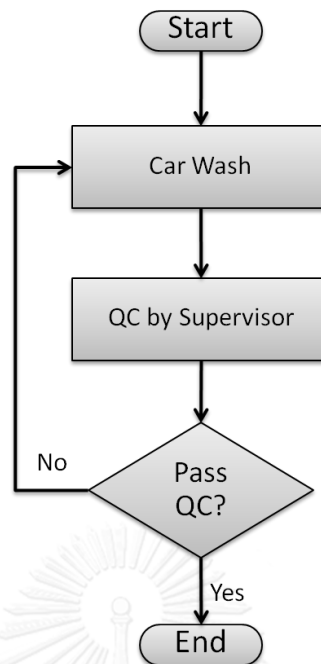 Start
Car Wash
QC by Supervisor
No
Pass
QC?
Yes
End